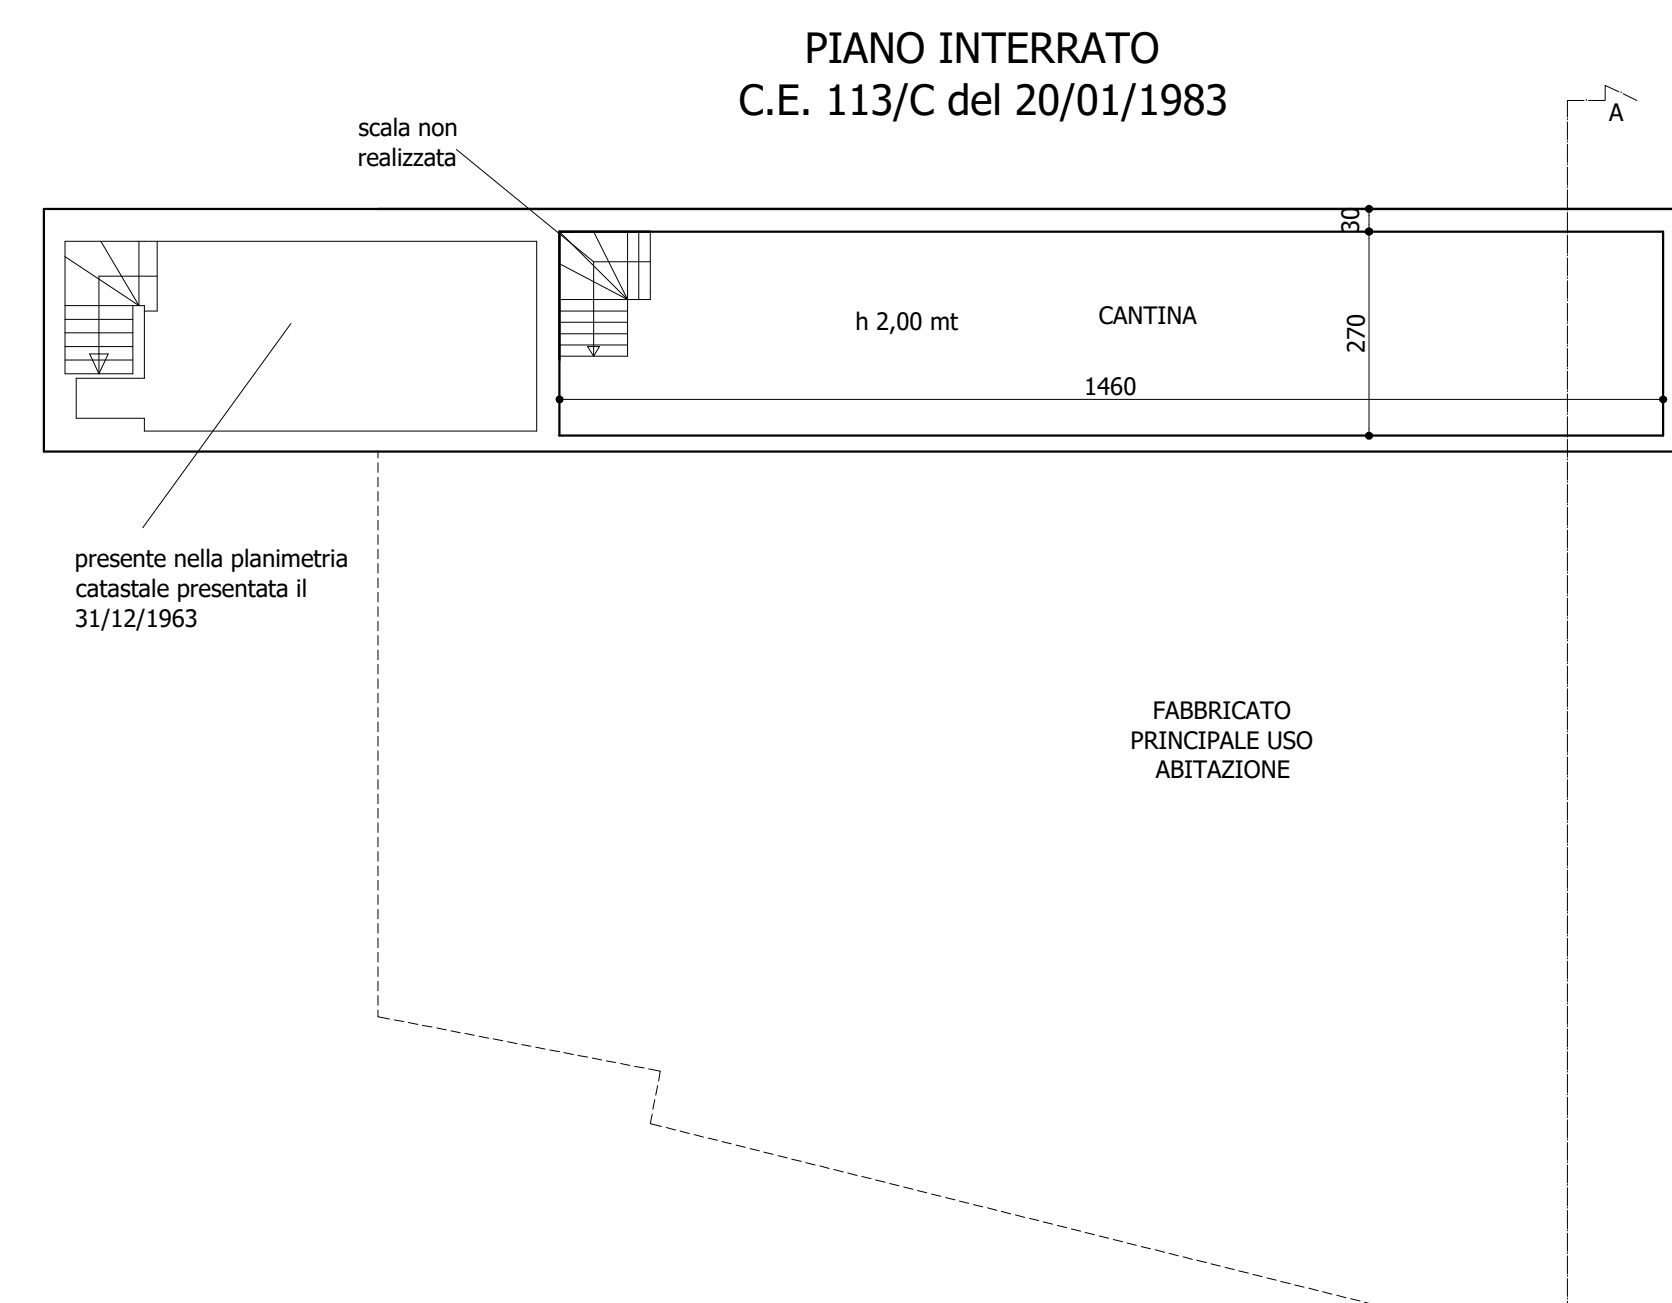 PIANO INTERRATO
C.E. 113/C del 20/01/1983
A
scala non
realizzata
30
h 2,00 mt
CANTINA
270
1460
presente nella planimetria
catastale presentata il
31/12/1963
FABBRICATO
PRINCIPALE USO
ABITAZIONE